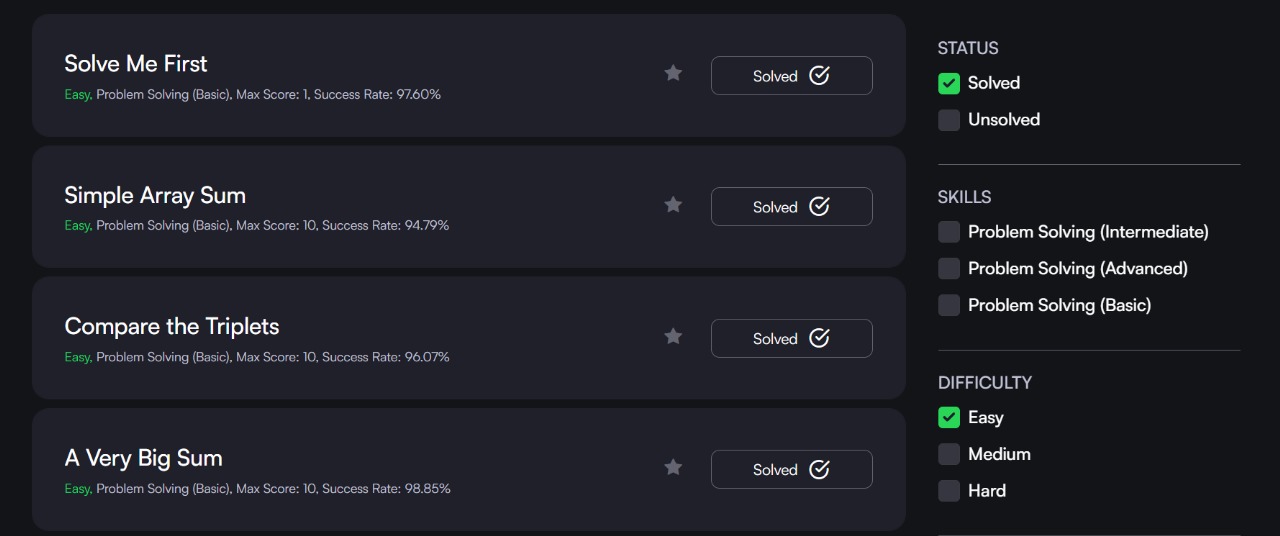 Solve Me First
Easy, Problem Solving (Basic), Max Score: 1, Success Rate: 97.60%
Solved
Simple Array Sum
Easy, Problem Solving (Basic), Max Score: 10, Success Rate: 94.79%
Solved
Compare the Triplets
Easy, Problem Solving (Basic), Max Score: 10, Success Rate: 96.07%
Solved
A Very Big Sum
Easy, Problem Solving (Basic), Max Score: 10, Success Rate: 98.85%
Solved
STATUS
Solved
Unsolved
SKILLS
Problem Solving (Intermediate)
Problem Solving (Advanced)
Problem Solving (Basic)
DIFFICULTY
Easy
Medium
Hard